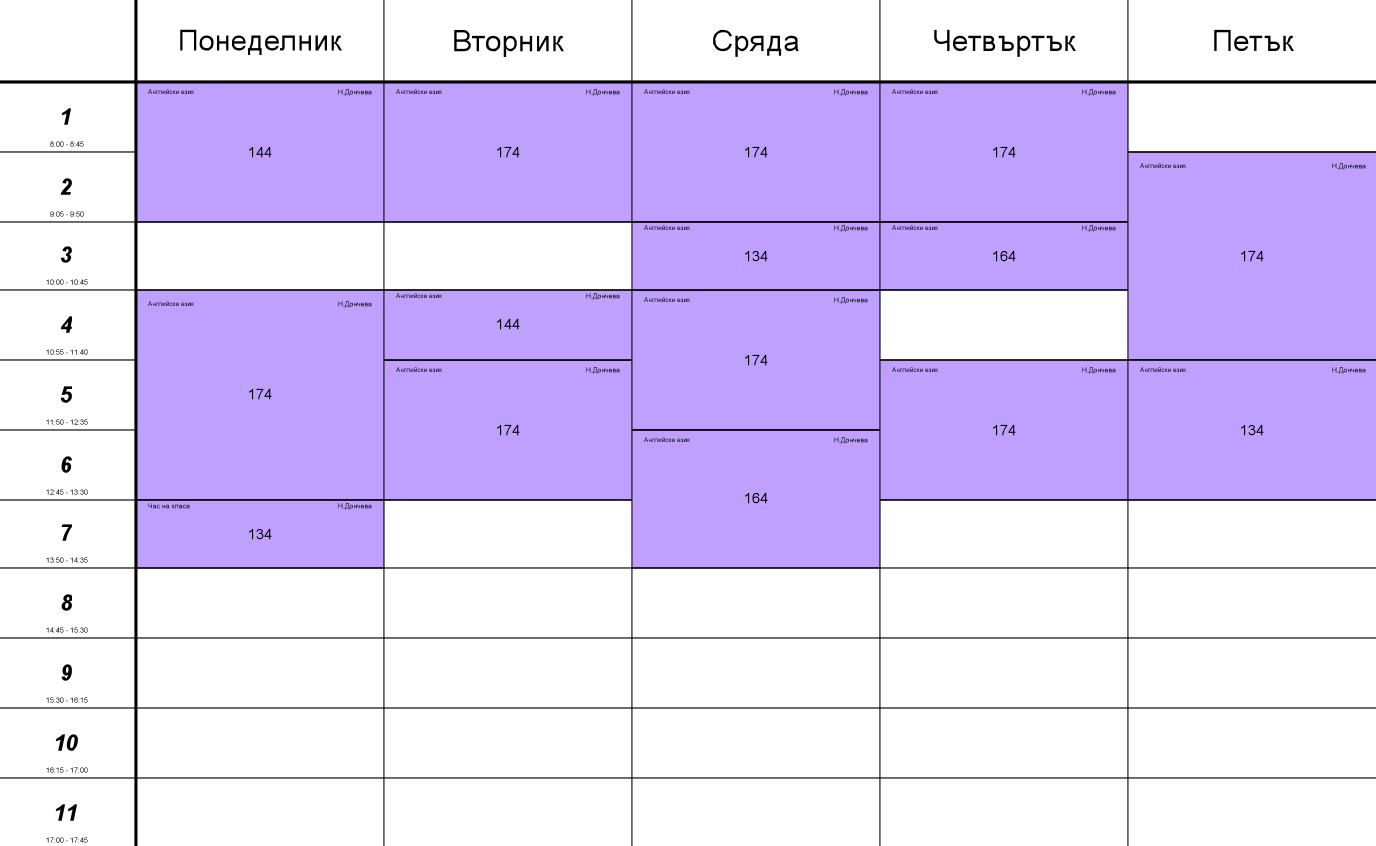 Понеделник Вторник Сряда Четвъртък Петък
1
8:00 - 8:45
Английски език Н.Дончева
144
Английски език Н.Дончева
174
Английски език Н.Дончева
174
Английски език Н.Дончева
174
2
9:05 - 9:50
Английски език Н.Дончева
174
3
10:00 - 10:45
Английски език Н.Дончева
134
Английски език Н.Дончева
164
4
10:55 - 11:40
Английски език Н.Дончева
174
Английски език Н.Дончева
144
Английски език Н.Дончева
174
5
11:50 - 12:35
Английски език Н.Дончева
174
Английски език Н.Дончева
174
Английски език Н.Дончева
134
6
12:45 - 13:30
Английски език Н.Дончева
164
7
13:50 - 14:35
Час на класа Н.Дончева
134
8
14:45 - 15:30
9
15:30 - 16:15
10
16:15 - 17:00
11
17:00 - 17:45